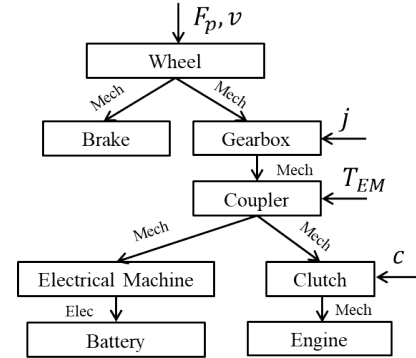 F_p, v
Wheel
Mech
Mech
Brake
Gearbox
j
Mech
Coupler
T_EM
Mech
Mech
Electrical Machine
Clutch
c
Elec
Mech
Battery
Engine